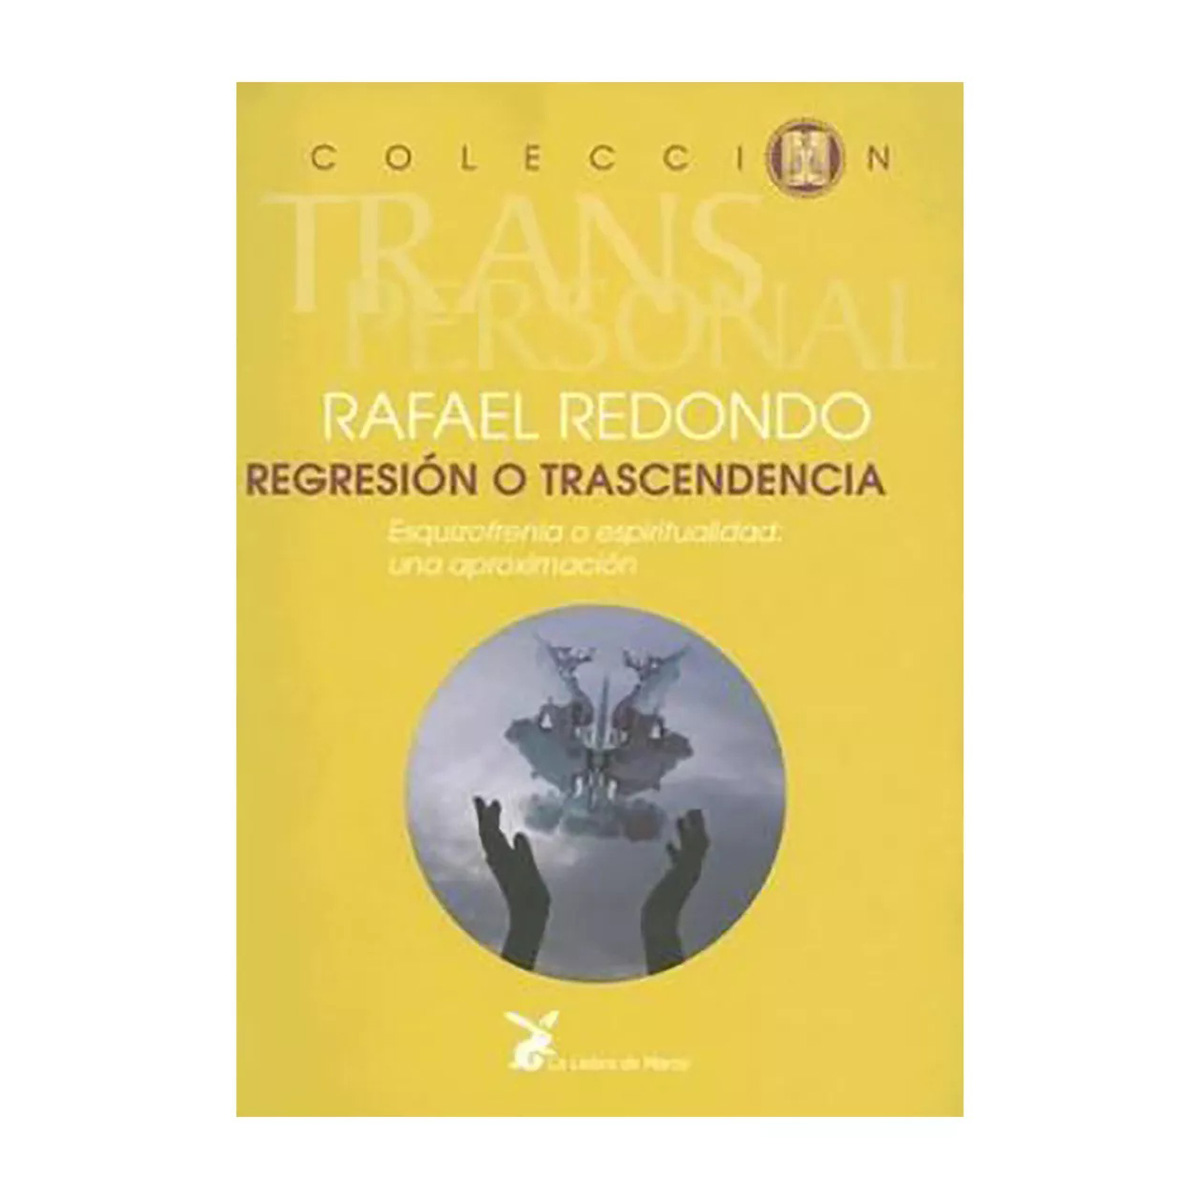 COLECCIÓN
TRANS
PERSONAL
RAFAEL REDONDO
REGRESIÓN O TRASCENDENCIA
Esquizofrenia o espiritualidad:
una aproximación
La Liebre de Marzo